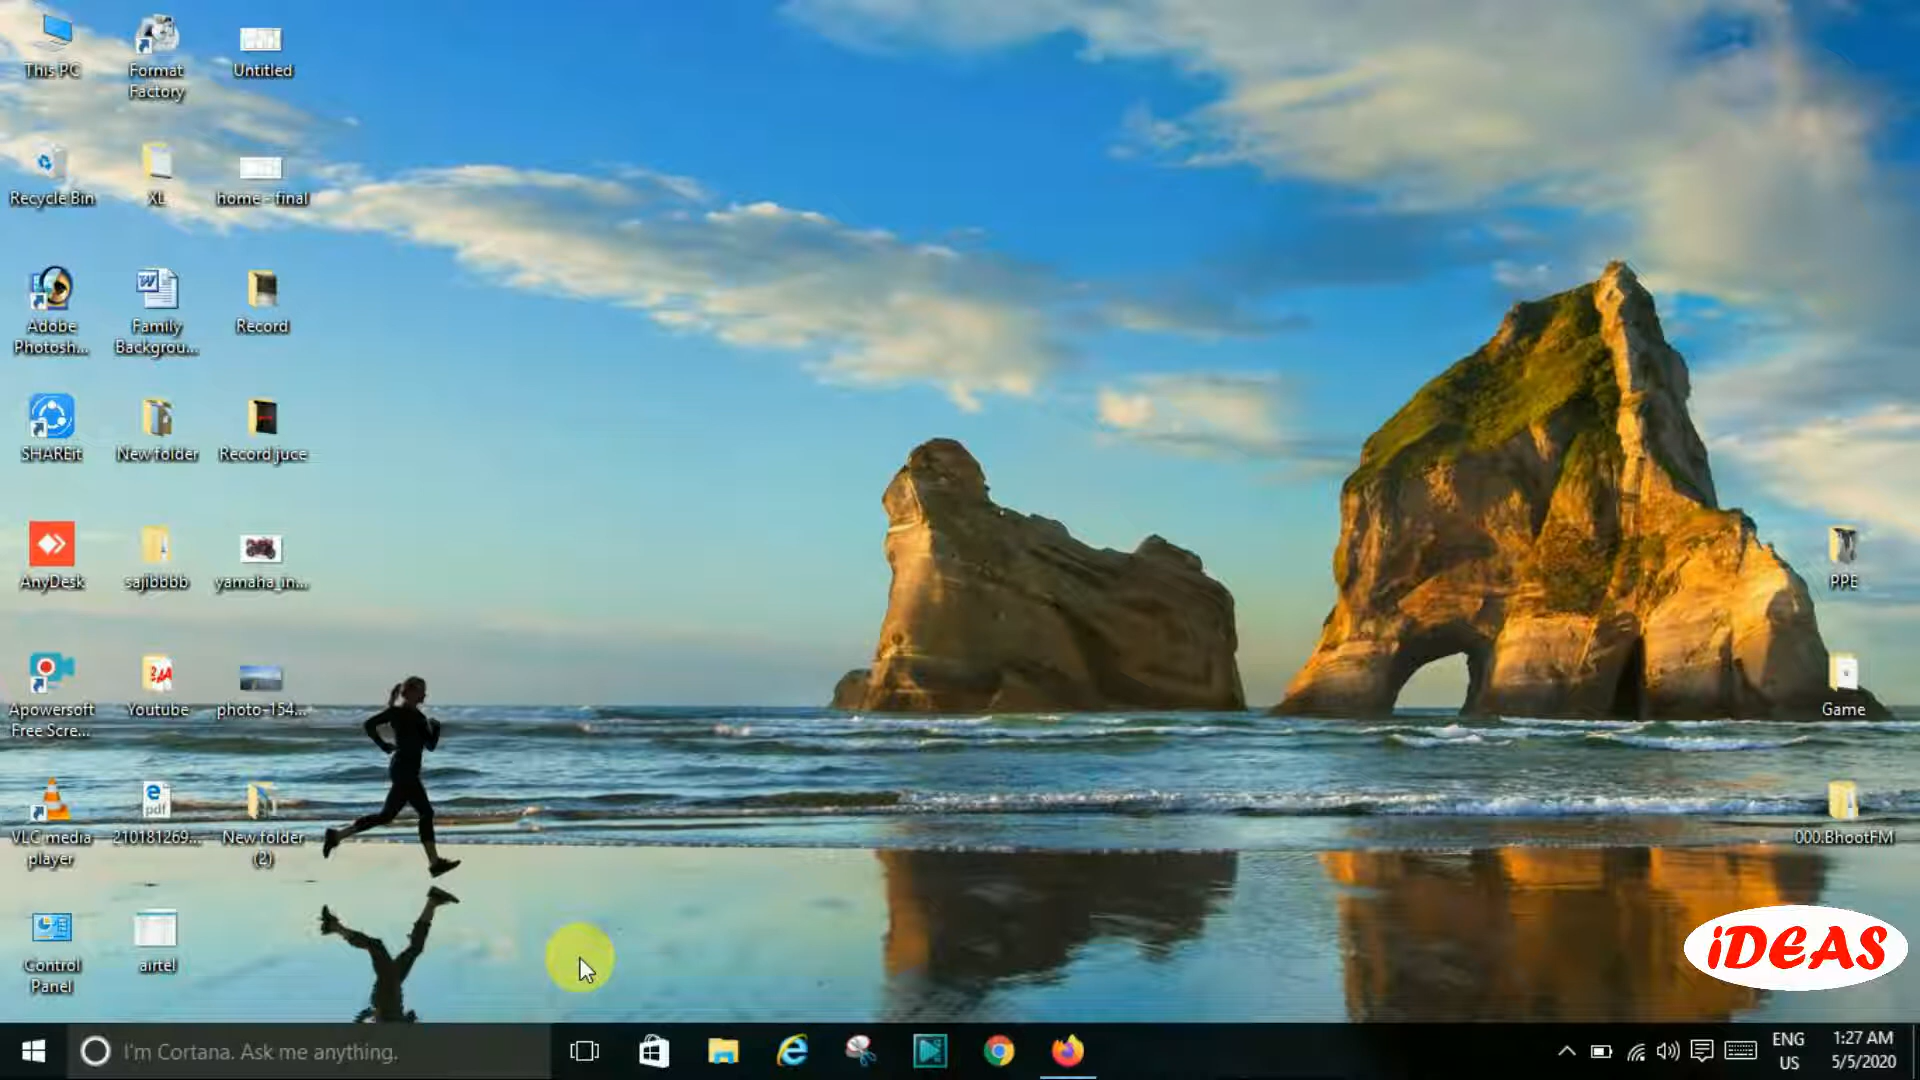 This PC
Format
Factory
Untitled
Recycle Bin
XL
home - final
Adobe
Photosh...
Family
Backgrou...
Record
SHAREit
New folder
Record juce
AnyDesk
sajibbbb
yamaha_in...
PPE
Apowersoft
Free Scre...
Youtube
photo-154...
Game
VLC media
player
210181269...
New folder
(2)
000.BhootFM
Control
Panel
airtel
iDEAS
I'm Cortana. Ask me anything.
ENG
US
1:27 AM
5/5/2020